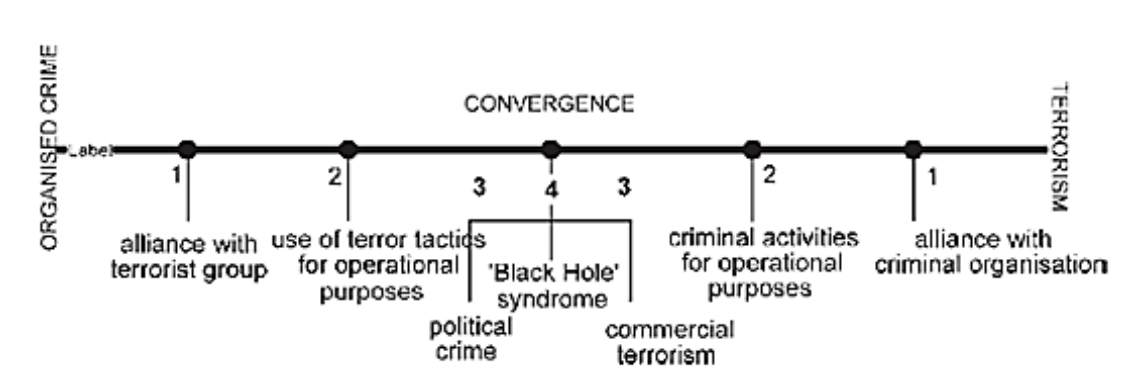 ORGANISED CRIME
CONVERGENCE
TERRORISM
Label
1
2
3
4
3
2
1
alliance with
terrorist group
use of terror tactics
for operational
purposes
political
crime
'Black Hole'
syndrome
commercial
terrorism
criminal activities
for operational
purposes
alliance with
criminal organisation